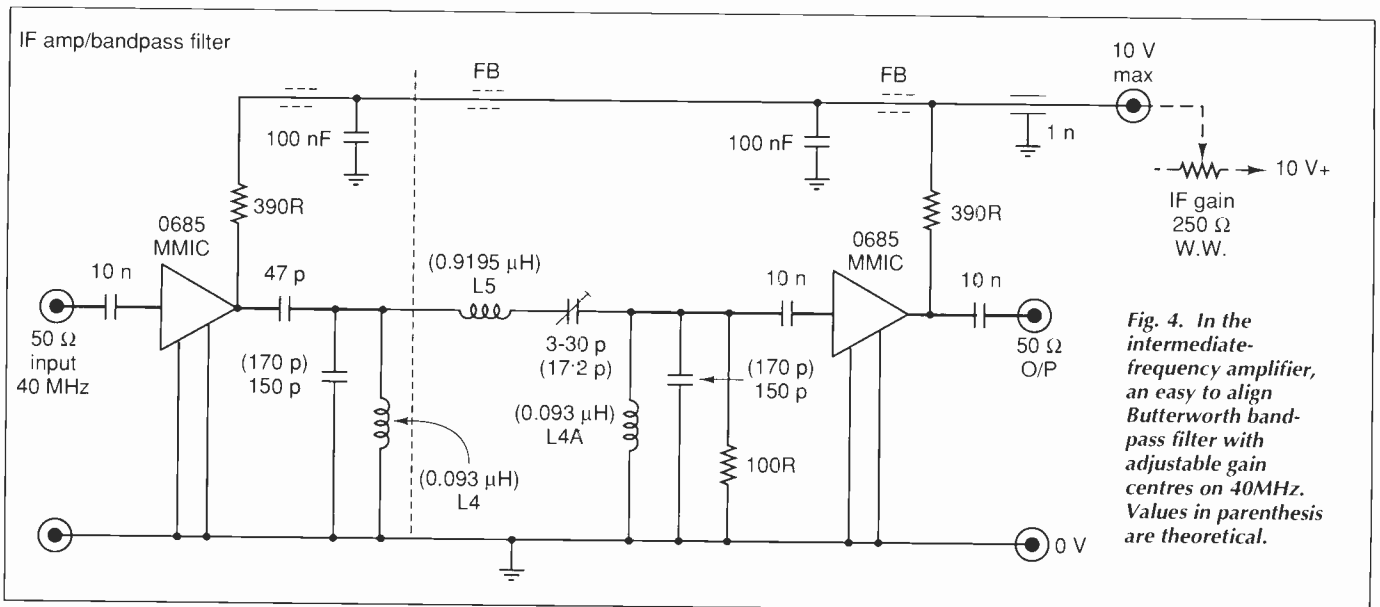 IF amp/bandpass filter
FB
FB
10 V
max
100 nF
100 nF
1 n
10 V+
IF gain
250 Ω
W.W.
390R
390R
0685
MMIC
0685
MMIC
10 n
47 p
(0.9195 µH)
L5
10 n
10 n
50 Ω
input
40 MHz
3-30 p
(17·2 p)
(170 p)
150 p
(170 p)
150 p
50 Ω
O/P
(0.093 µH)
L4A
(0.093 µH)
L4
100R
0 V
Fig. 4. In the
intermediate-
frequency amplifier,
an easy to align
Butterworth band-
pass filter with
adjustable gain
centres on 40MHz.
Values in parenthesis
are theoretical.